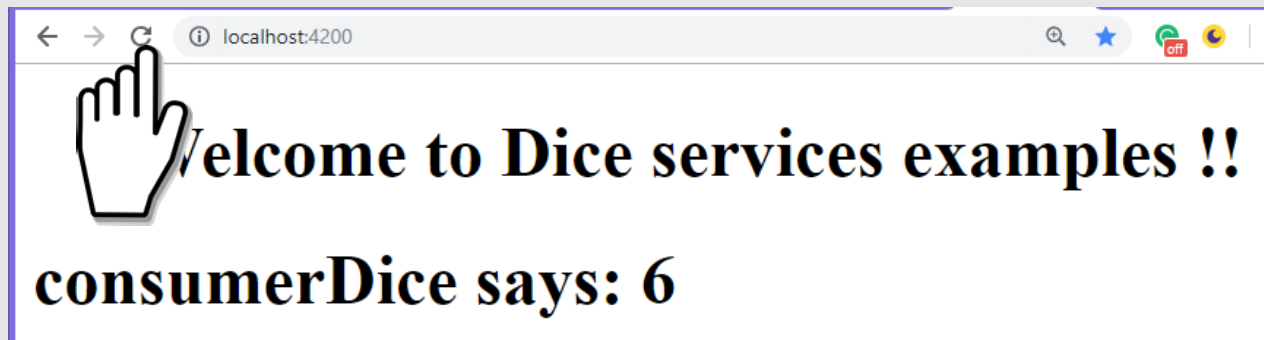 localhost:4200
off
Welcome to Dice services examples !!
consumerDice says: 6